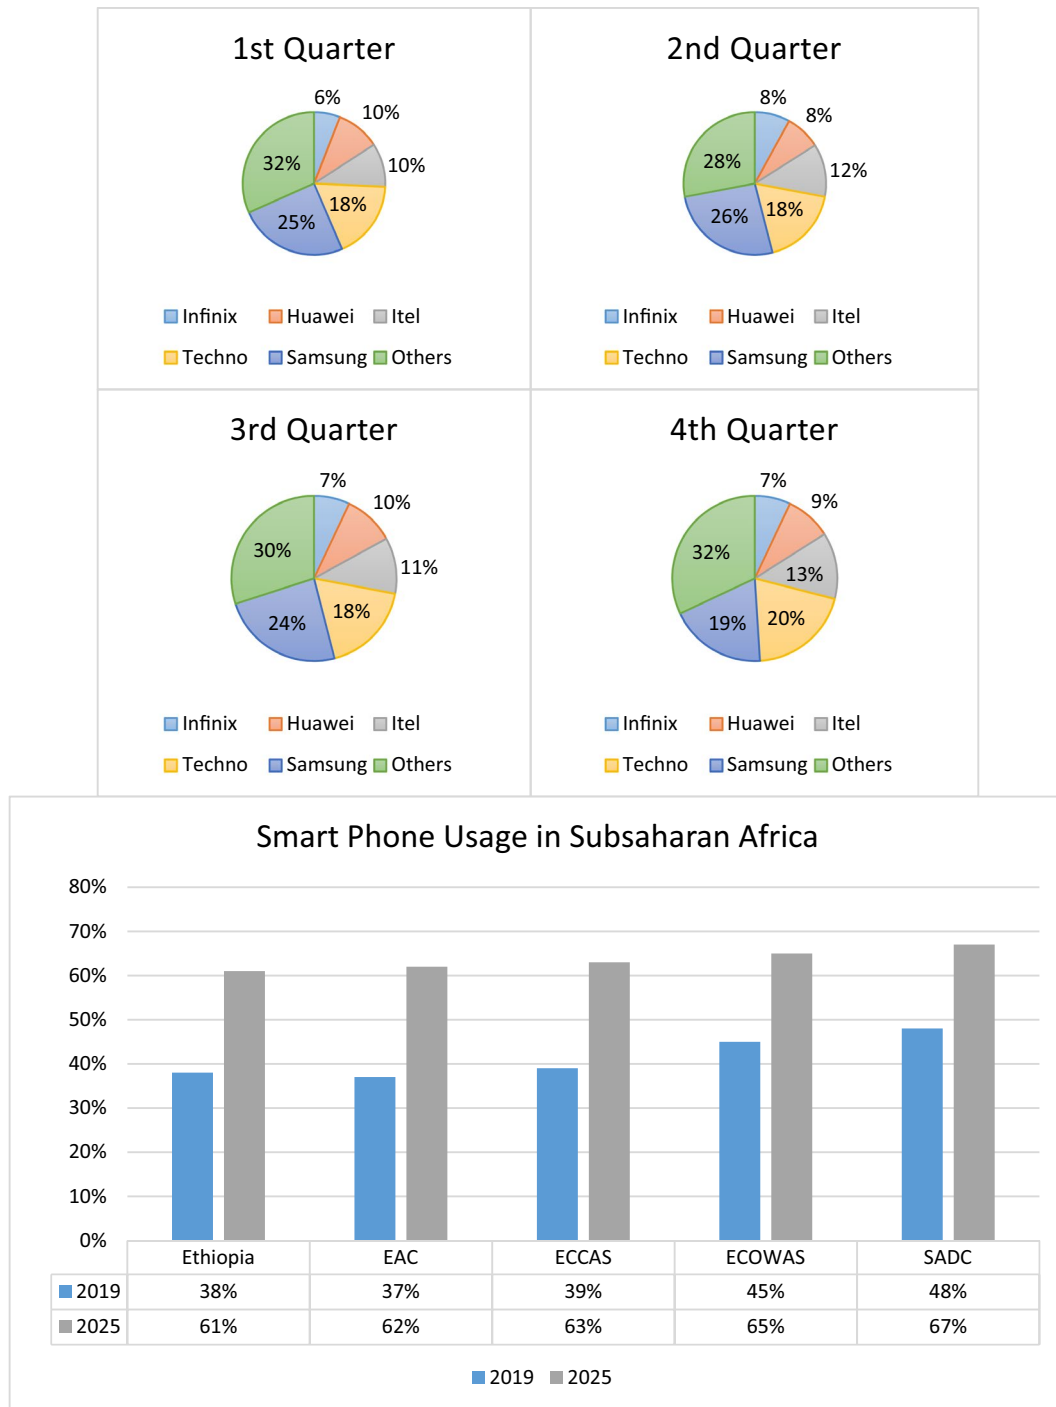 1st Quarter
6%
10%
10%
18%
25%
32%
Infinix Huawei Itel
Techno Samsung Others
2nd Quarter
8%
8%
12%
18%
26%
28%
Infinix Huawei Itel
Techno Samsung Others
3rd Quarter
7%
10%
11%
18%
24%
30%
Infinix Huawei Itel
Techno Samsung Others
4th Quarter
7%
9%
13%
20%
19%
32%
Infinix Huawei Itel
Techno Samsung Others
Smart Phone Usage in Subsaharan Africa
80%
70%
60%
50%
40%
30%
20%
10%
0%
Ethiopia EAC ECCAS ECOWAS SADC
2019 38% 37% 39% 45% 48%
2025 61% 62% 63% 65% 67%
2019 2025